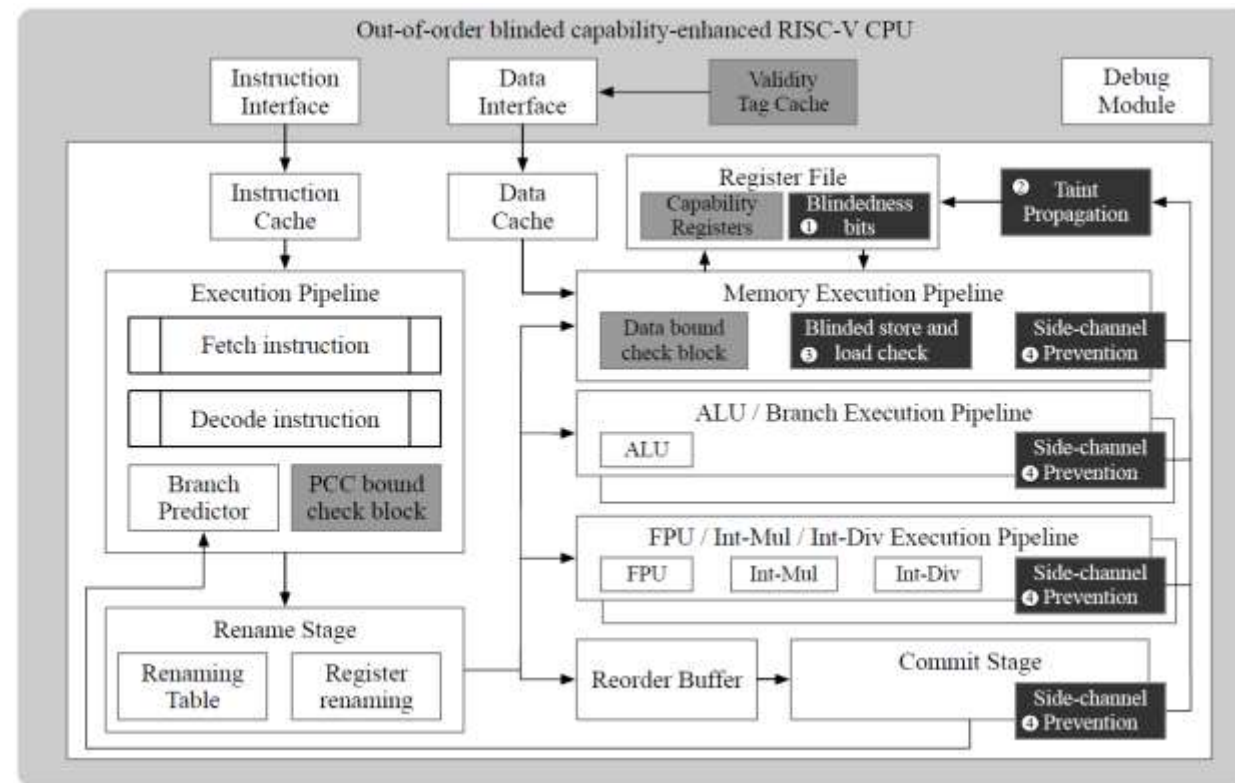 Out-of-order blinded capability-enhanced RISC-V CPU
Instruction
Interface
Data
Interface
Validity
Tag Cache
Debug
Module
Instruction
Cache
Data
Cache
Register File
Capability
Registers
Blindedness
❶ bits
❷ Taint
Propagation
Execution Pipeline
Fetch instruction
Decode instruction
Branch
Predictor
PCC bound
check block
Memory Execution Pipeline
Data bound
check block
Blinded store and
❸ load check
Side-channel
❹ Prevention
ALU / Branch Execution Pipeline
ALU
Side-channel
❹ Prevention
FPU / Int-Mul / Int-Div Execution Pipeline
FPU
Int-Mul
Int-Div
Side-channel
❹ Prevention
Rename Stage
Renaming
Table
Register
renaming
Reorder Buffer
Commit Stage
Side-channel
❹ Prevention